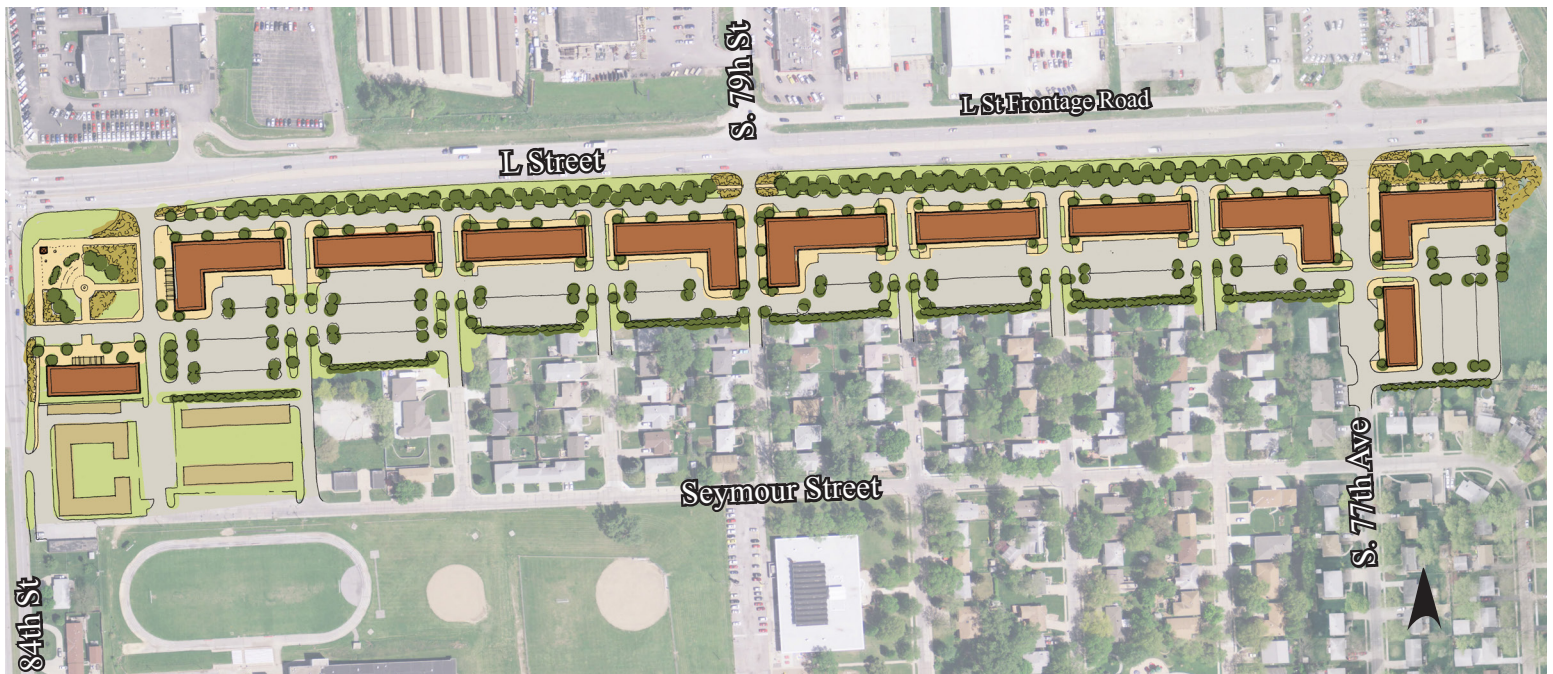 S. 79h St
L St Frontage Road
L Street
Seymour Street
S. 77th Ave
84th St